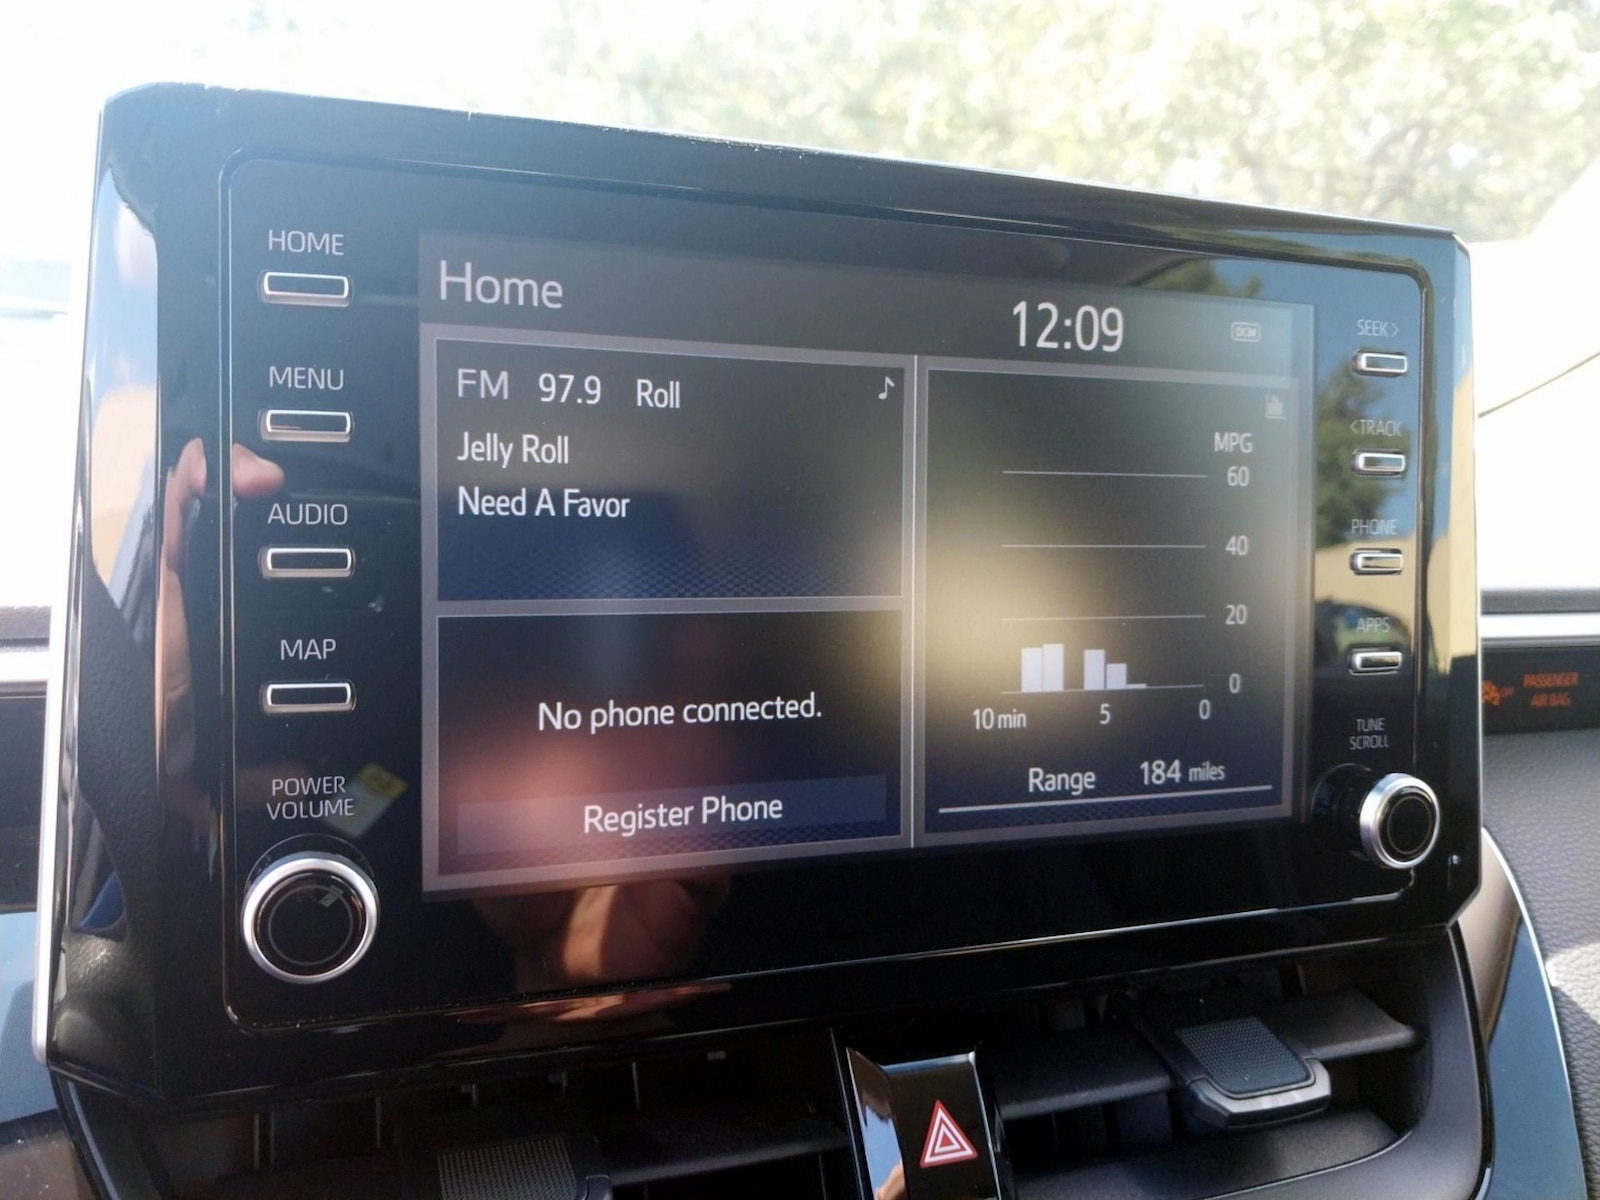 HOME
MENU
AUDIO
MAP
POWER
VOLUME
Home
12:09
DCM
FM 97.9 Roll
Jelly Roll
Need A Favor
No phone connected.
Register Phone
MPG
60
40
20
0
10 min 5 0
Range 184 miles
SEEK >
< TRACK
PHONE
APPS
TUNE
SCROLL
OFF
PASSENGER
AIR BAG